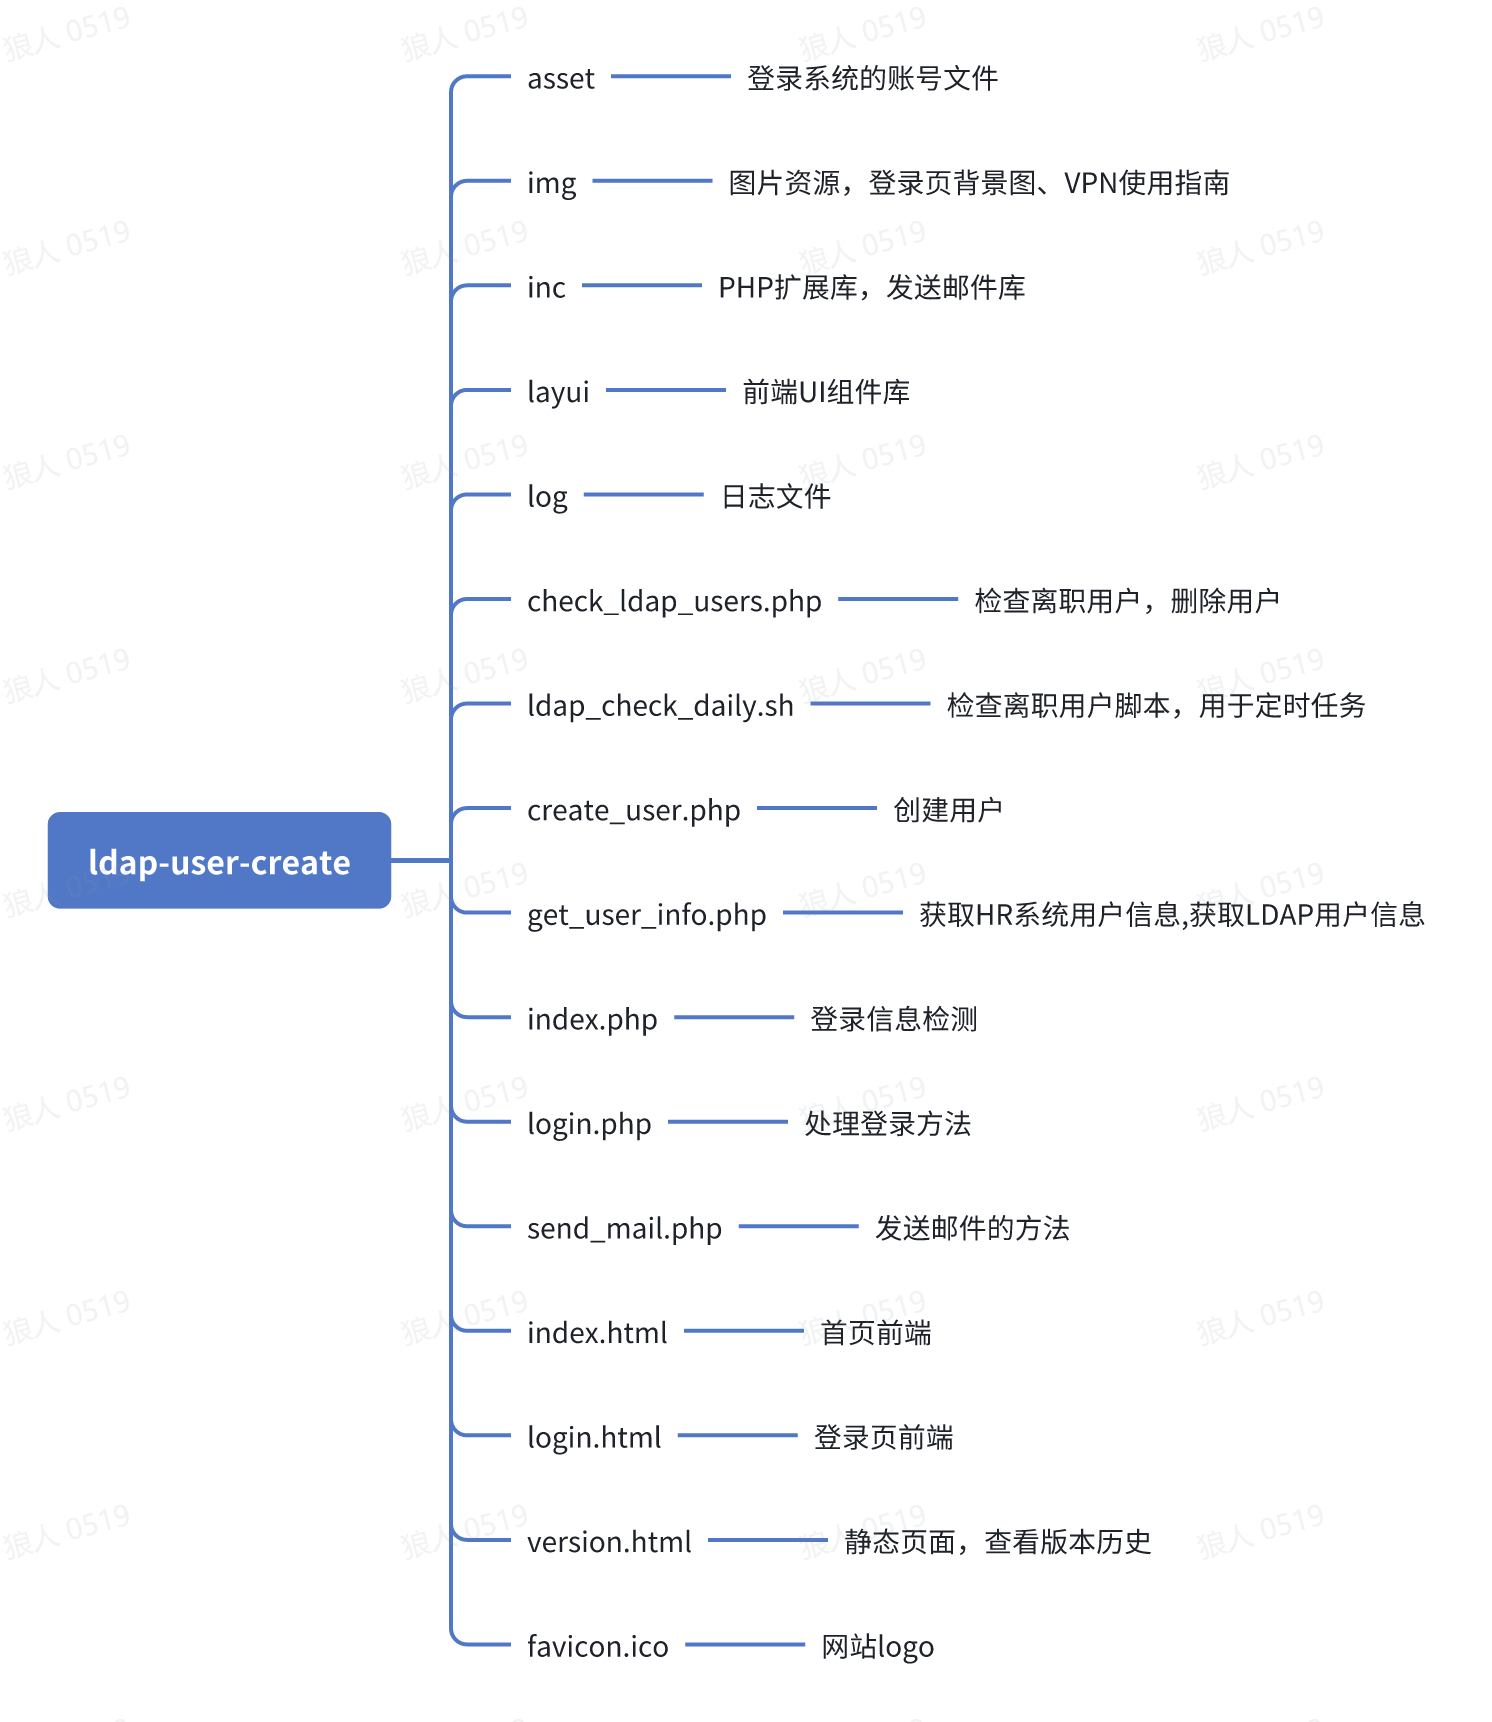 asset 登录系统的账号文件
img 图片资源，登录页背景图、VPN使用指南
inc PHP扩展库，发送邮件库
layui 前端UI组件库
log 日志文件
check_ldap_users.php 检查离职用户，删除用户
ldap_check_daily.sh 检查离职用户脚本，用于定时任务
create_user.php 创建用户
ldap-user-create
get_user_info.php 获取HR系统用户信息,获取LDAP用户信息
index.php 登录信息检测
login.php 处理登录方法
send_mail.php 发送邮件的方法
index.html 首页前端
login.html 登录页前端
version.html 静态页面，查看版本历史
favicon.ico 网站logo
狼人 0519